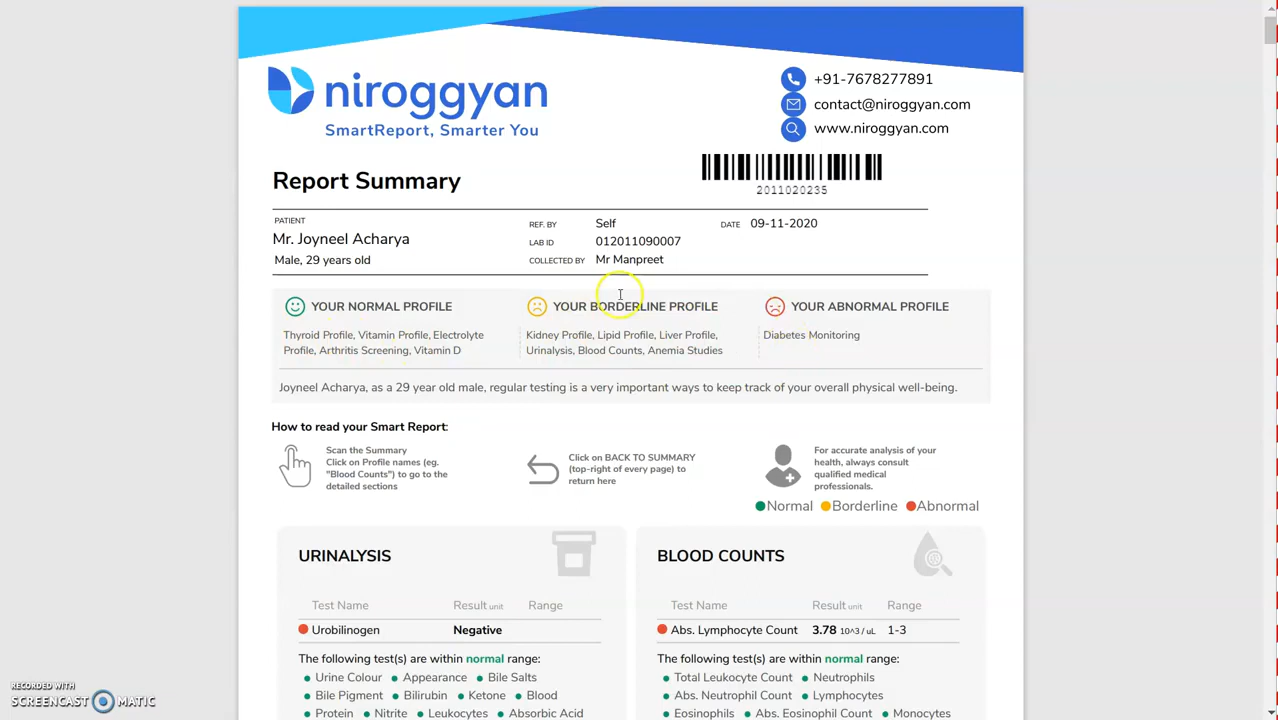 niroggyan
SmartReport, Smarter You
+91-7678277891
contact@niroggyan.com
www.niroggyan.com
Report Summary
2011020235
PATIENT
Mr. Joyneel Acharya
Male, 29 years old
REF. BY Self
LAB ID 012011090007
COLLECTED BY Mr Manpreet
DATE 09-11-2020
YOUR NORMAL PROFILE
Thyroid Profile, Vitamin Profile, Electrolyte
Profile, Arthritis Screening, Vitamin D
YOUR BORDERLINE PROFILE
Kidney Profile, Lipid Profile, Liver Profile,
Urinalysis, Blood Counts, Anemia Studies
YOUR ABNORMAL PROFILE
Diabetes Monitoring
Joyneel Acharya, as a 29 year old male, regular testing is a very important ways to keep track of your overall physical well-being.
How to read your Smart Report:
Scan the Summary
Click on Profile names (eg.
"Blood Counts") to go to the
detailed sections
Click on BACK TO SUMMARY
(top-right of every page) to
return here
For accurate analysis of your
health, always consult
qualified medical
professionals.
Normal Borderline Abnormal
URINALYSIS
Test Name Result unit Range
Urobilinogen Negative
The following test(s) are within normal range:
Urine Colour Appearance Bile Salts
Bile Pigment Bilirubin Ketone Blood
Protein Nitrite Leukocytes Absorbic Acid
BLOOD COUNTS
Test Name Result unit Range
Abs. Lymphocyte Count 3.78 10^3 / uL 1-3
The following test(s) are within normal range:
Total Leukocyte Count Neutrophils
Abs. Neutrophil Count Lymphocytes
Eosinophils Abs. Eosinophil Count Monocytes
RECORDED WITH
SCREENCAST MATIC